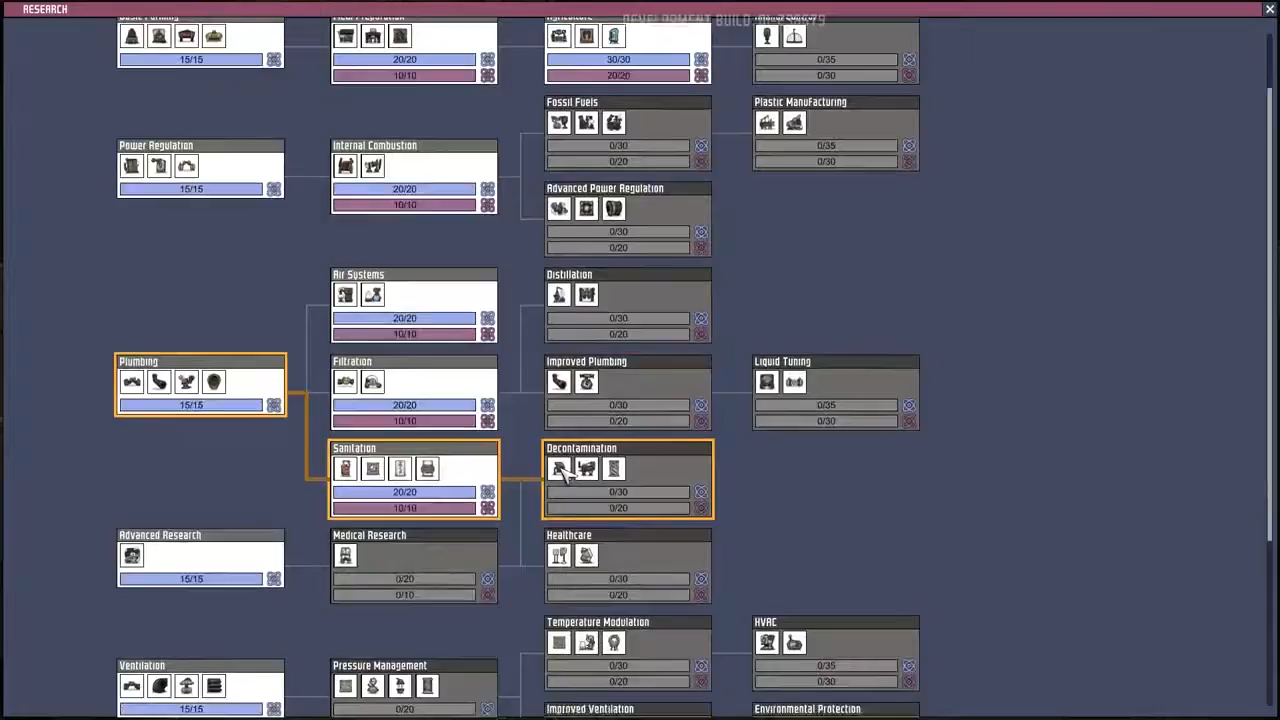 RESEARCH
DEVELOPMENT BUILD
15/15
20/20
10/10
30/30
20/20
0/35
0/30
Fossil Fuels
0/30
0/20
Plastic Manufacturing
0/35
0/30
Power Regulation
15/15
Internal Combustion
20/20
10/10
Advanced Power Regulation
0/30
0/20
Air Systems
20/20
10/10
Distillation
0/30
0/20
Plumbing
15/15
Filtration
20/20
10/10
Improved Plumbing
0/30
0/20
Liquid Tuning
0/35
0/30
Sanitation
20/20
10/10
Decontamination
0/30
0/20
Advanced Research
15/15
Medical Research
0/20
0/10
Healthcare
0/30
0/20
Temperature Modulation
0/30
0/20
HVAC
0/35
0/30
Ventilation
15/15
Pressure Management
0/20
Improved Ventilation
Environmental Protection